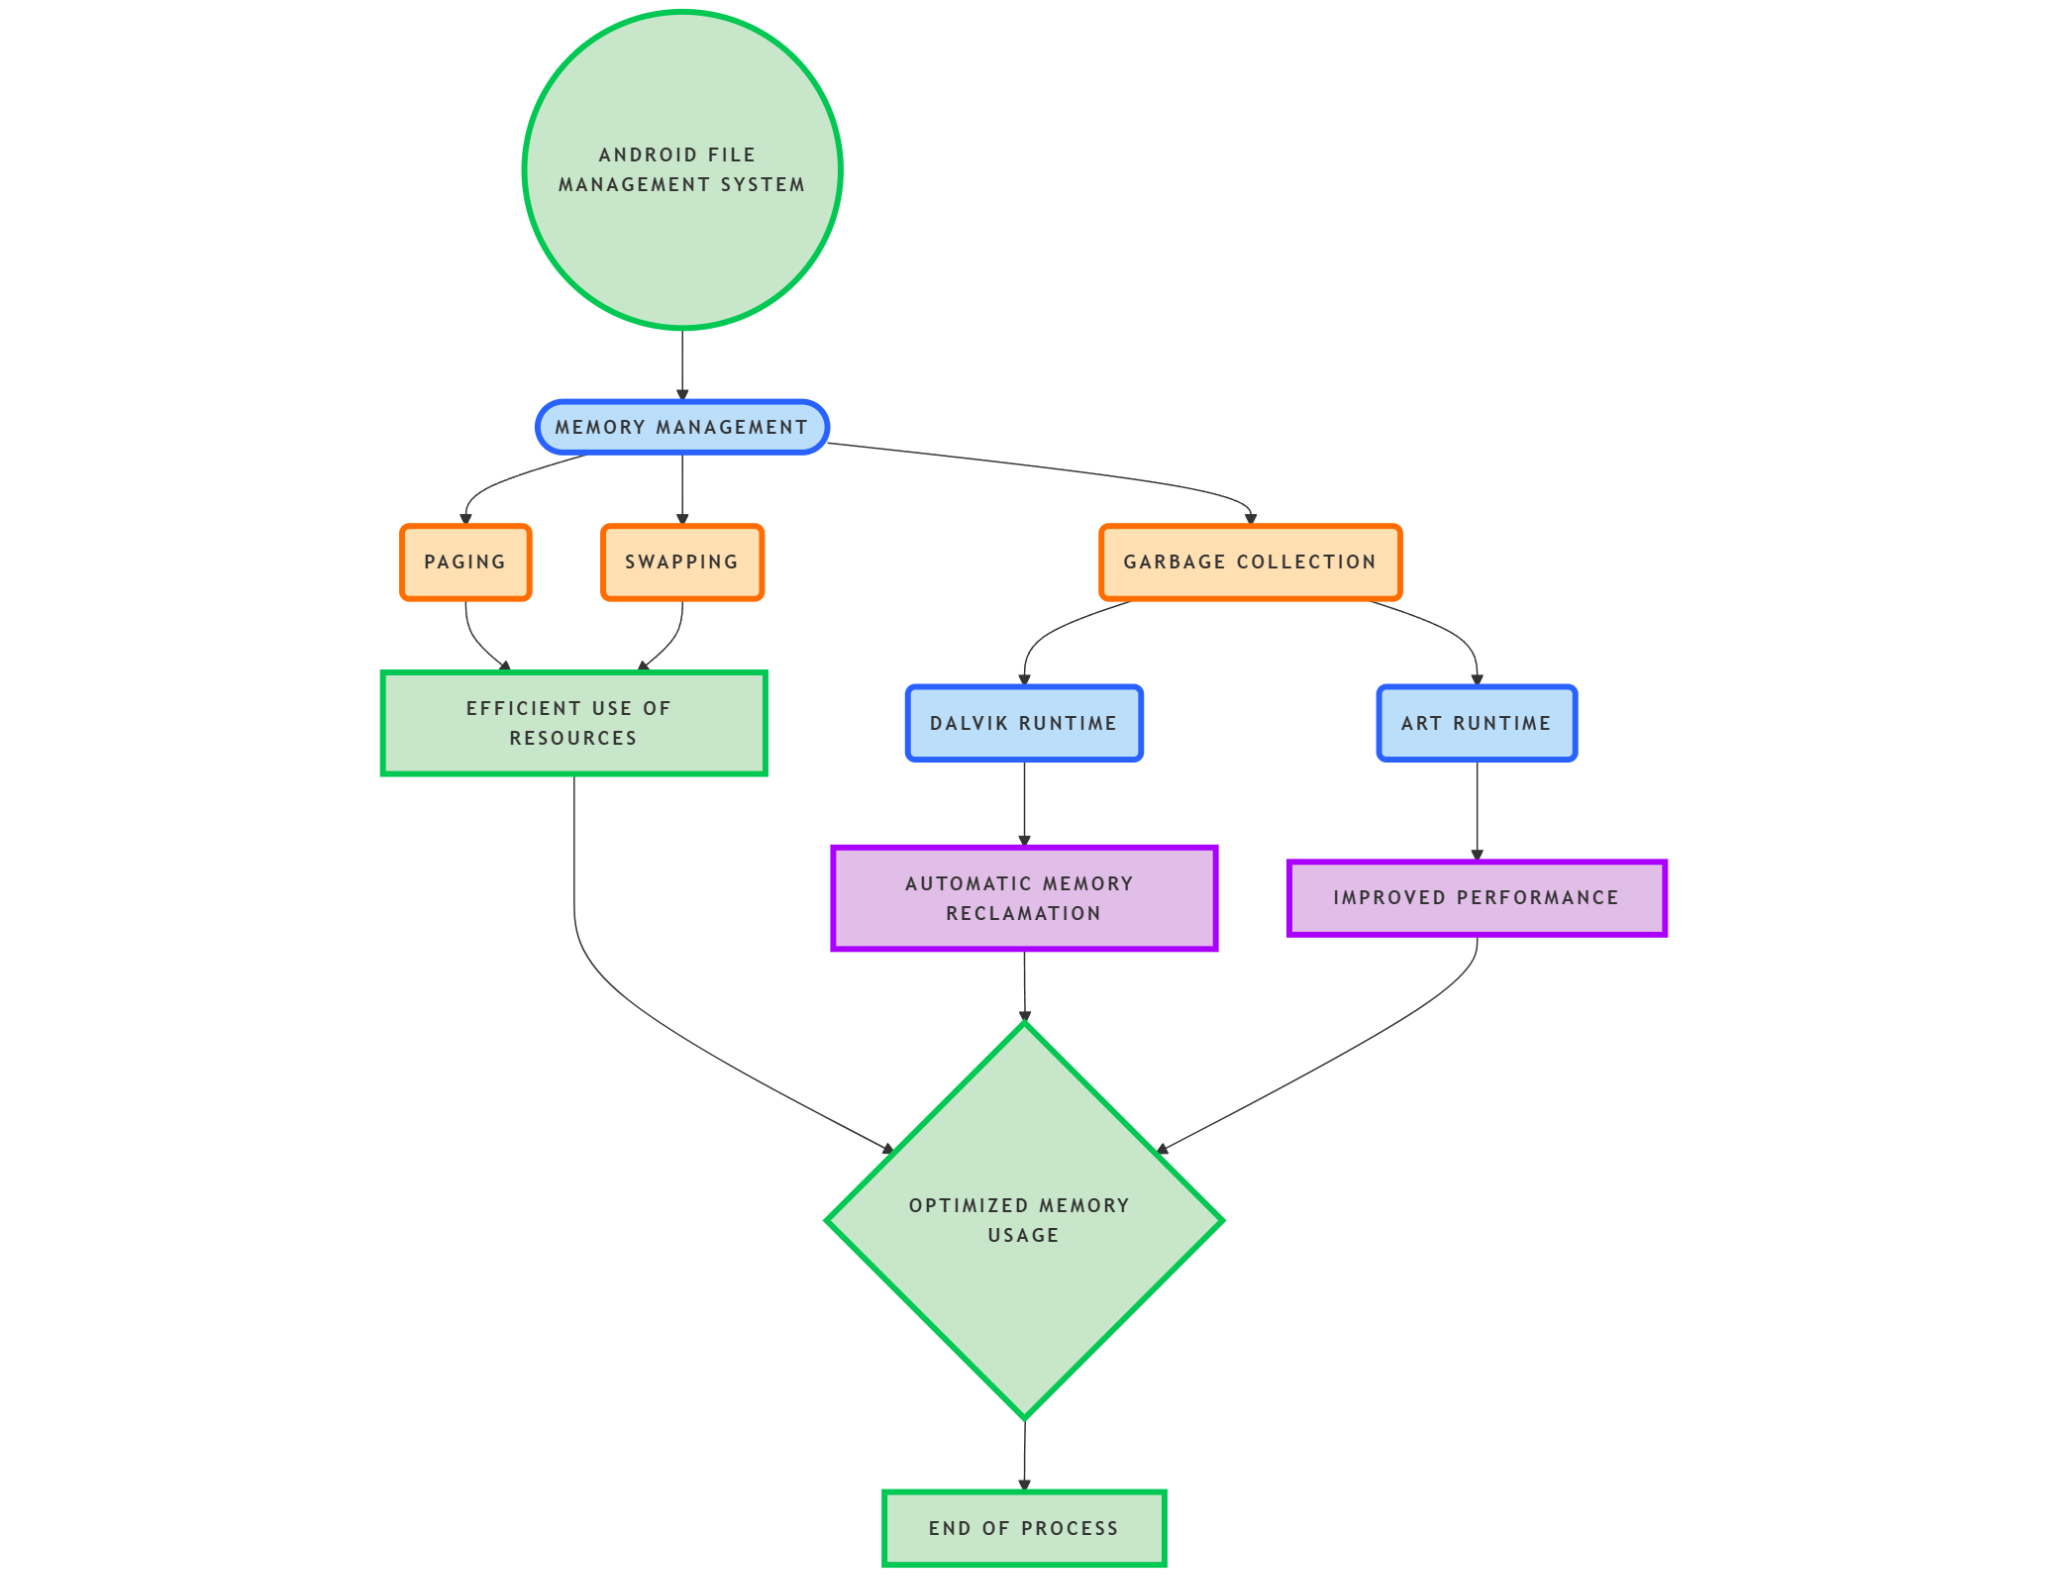 ANDROID FILE
MANAGEMENT SYSTEM
MEMORY MANAGEMENT
PAGING
SWAPPING
GARBAGE COLLECTION
EFFICIENT USE OF
RESOURCES
DALVIK RUNTIME
ART RUNTIME
AUTOMATIC MEMORY
RECLAMATION
IMPROVED PERFORMANCE
OPTIMIZED MEMORY
USAGE
END OF PROCESS